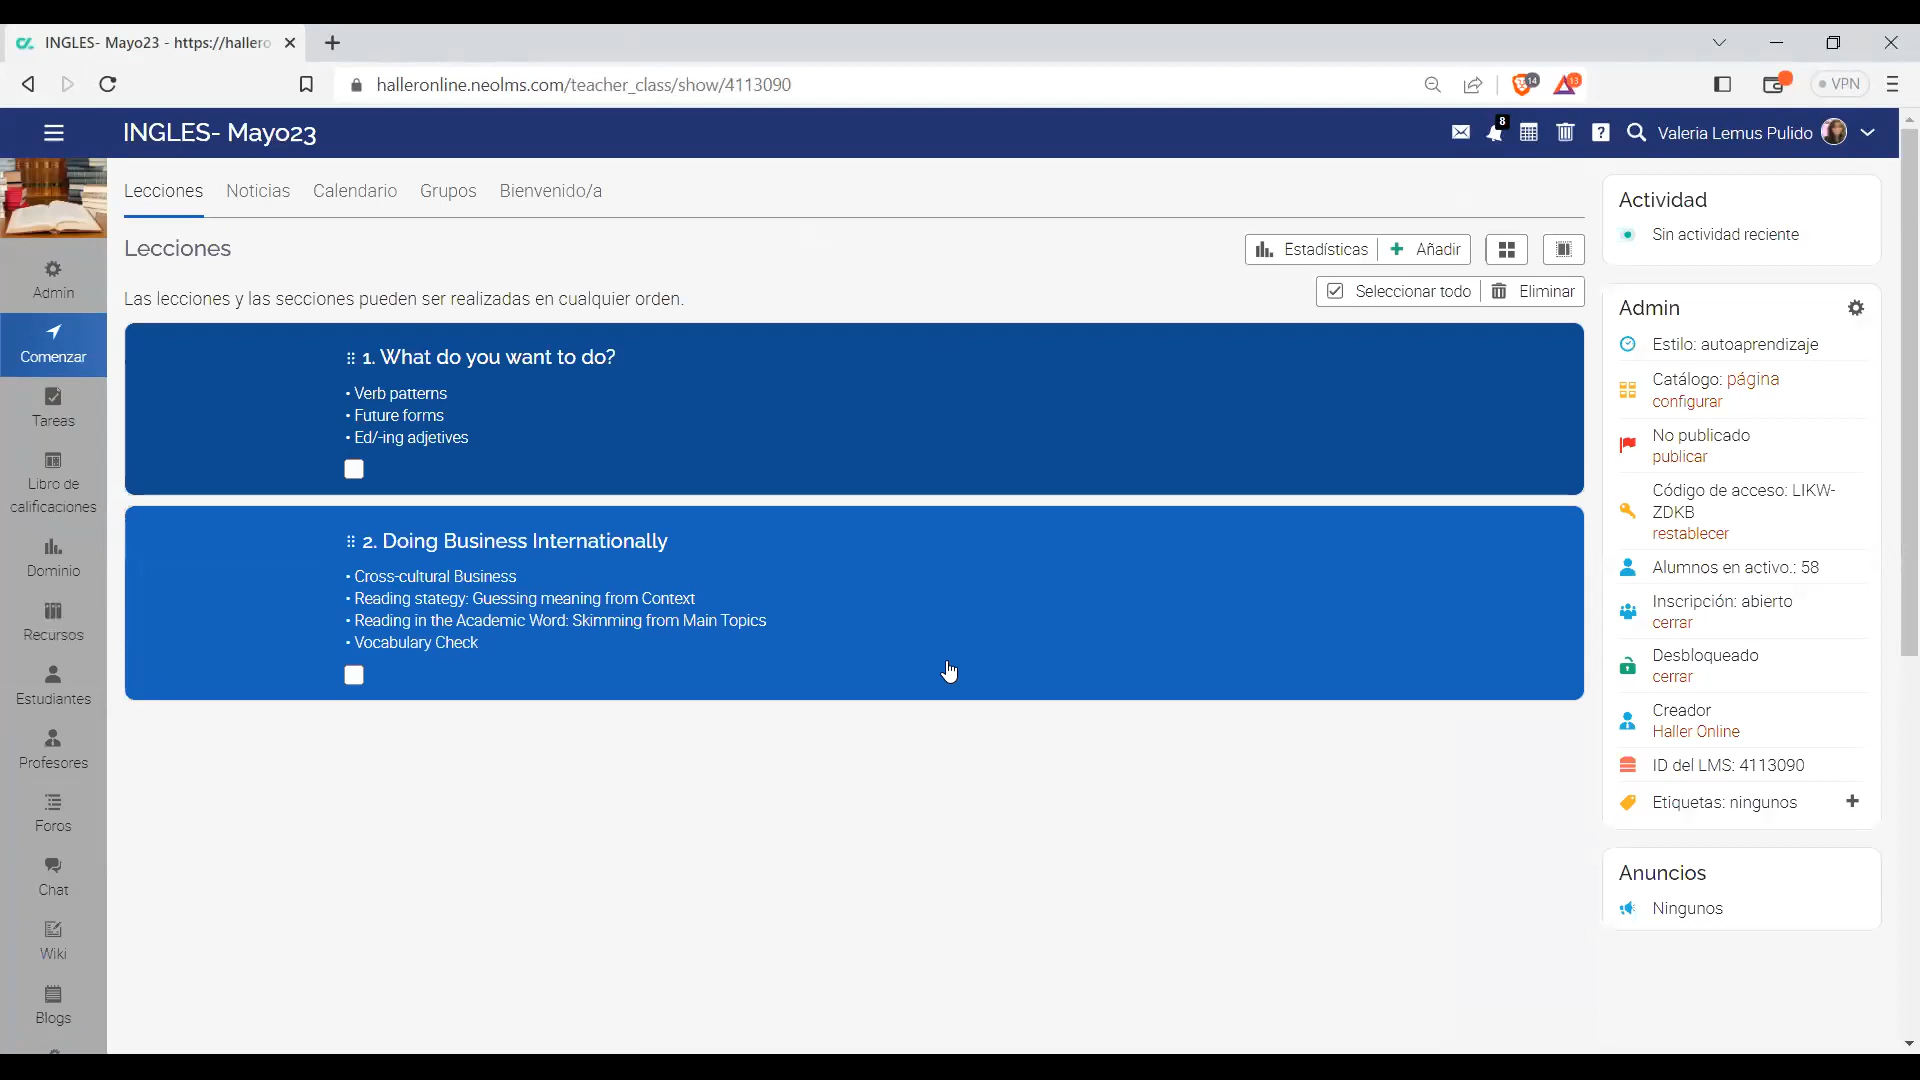 INGLES- Mayo23 - https://hallero
halleronline.neolms.com/teacher_class/show/4113090
14
13
VPN
INGLES- Mayo23
8
Valeria Lemus Pulido
Lecciones
Noticias
Calendario
Grupos
Bienvenido/a
Admin
Comenzar
Tareas
Libro de
calificaciones
Dominio
Recursos
Estudiantes
Profesores
Foros
Chat
Wiki
Blogs
Lecciones
Estadísticas
Añadir
Las lecciones y las secciones pueden ser realizadas en cualquier orden.
Seleccionar todo
Eliminar
1. What do you want to do?
• Verb patterns
• Future forms
• Ed/-ing adjetives
2. Doing Business Internationally
• Cross-cultural Business
• Reading stategy: Guessing meaning from Context
• Reading in the Academic Word: Skimming from Main Topics
• Vocabulary Check
Actividad
Sin actividad reciente
Admin
Estilo: autoaprendizaje
Catálogo: página
configurar
No publicado
publicar
Código de acceso: LIKW-
ZDKB
restablecer
Alumnos en activo.: 58
Inscripción: abierto
cerrar
Desbloqueado
cerrar
Creador
Haller Online
ID del LMS: 4113090
Etiquetas: ningunos
Anuncios
Ningunos